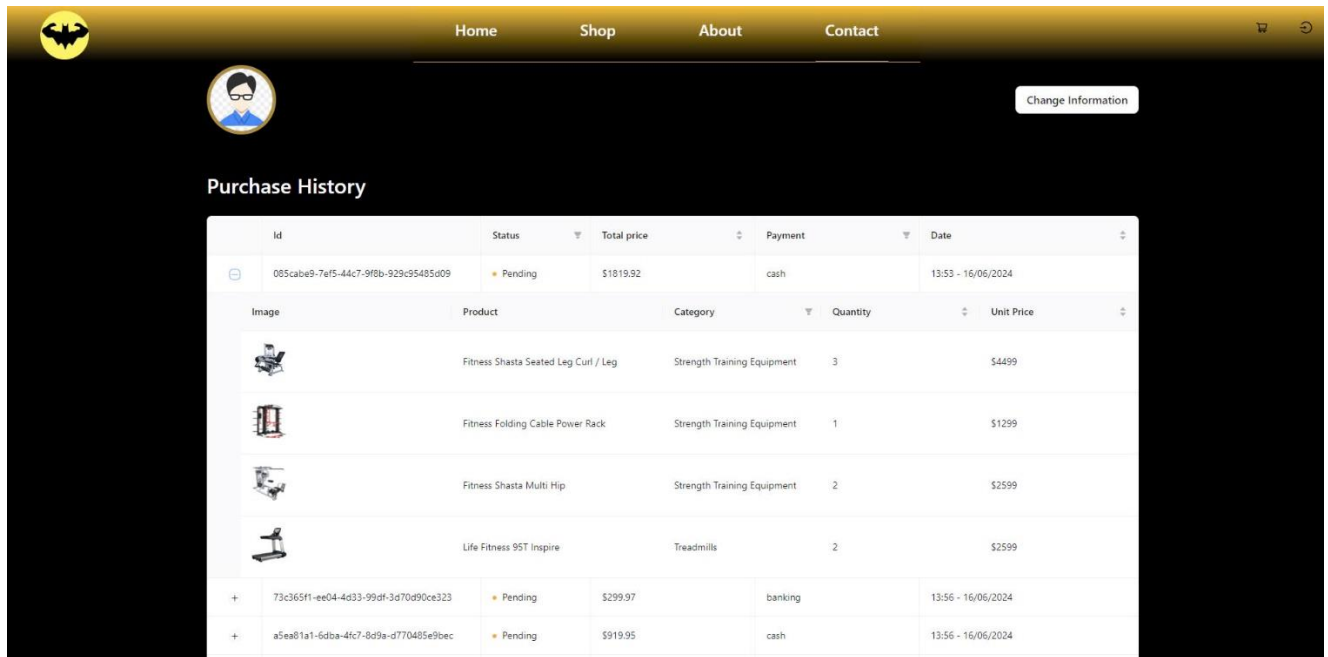 Home Shop About Contact
Change Information
Purchase History
Id Status Total price Payment Date
085cabe9-7ef5-44c7-9f8b-929c95485d09 Pending $1819.92 cash 13:53 - 16/06/2024
Image Product Category Quantity Unit Price
Fitness Shasta Seated Leg Curl / Leg Strength Training Equipment 3 $4499
Fitness Folding Cable Power Rack Strength Training Equipment 1 $1299
Fitness Shasta Multi Hip Strength Training Equipment 2 $2599
Life Fitness 95T Inspire Treadmills 2 $2599
+ 73c365f1-ee04-4d33-99df-3d70d90ce323 Pending $299.97 banking 13:56 - 16/06/2024
+ a5ea81a1-6dba-4fc7-8d9a-d770485e9bec Pending $919.95 cash 13:56 - 16/06/2024